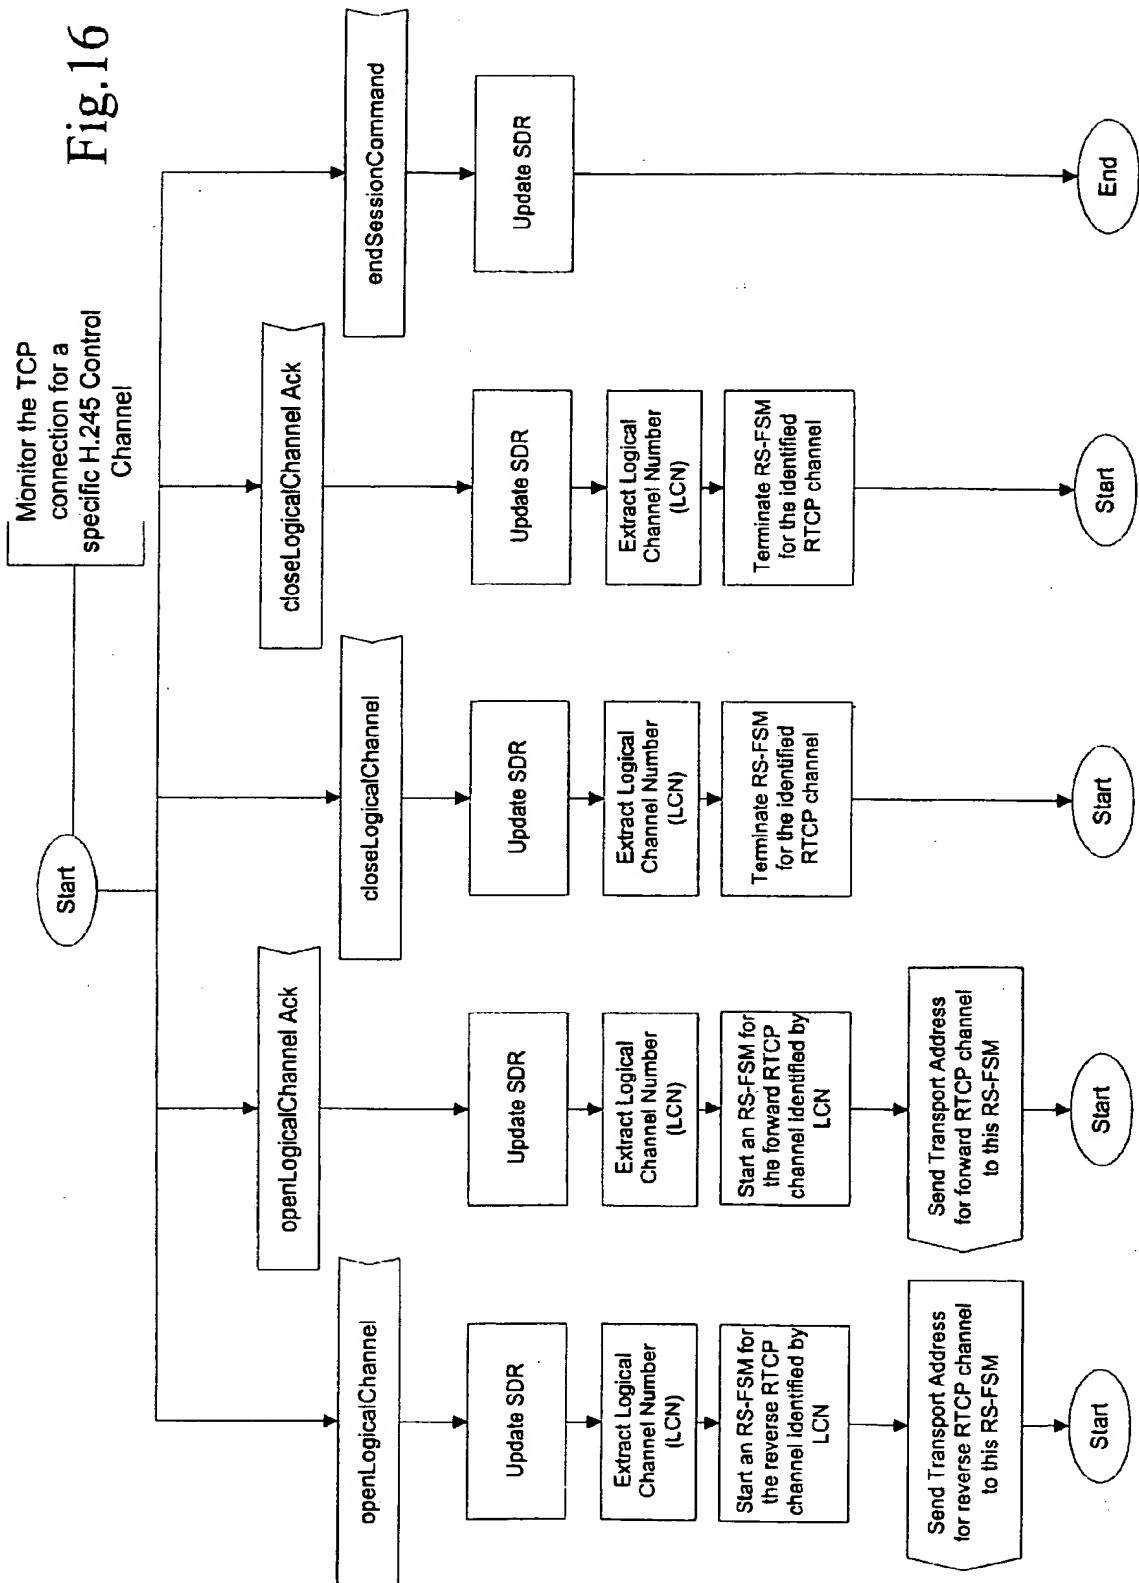 Fig.16
Monitor the TCP
connection for a
specific H.245 Control
Channel
Start
openLogicalChannel
Update SDR
Extract Logical
Channel Number
(LCN)
Start an RS-FSM for
the reverse RTCP
channel identified by
LCN
Send Transport Address
for reverse RTCP channel
to this RS-FSM
Start
openLogicalChannel Ack
Update SDR
Extract Logical
Channel Number
(LCN)
Start an RS-FSM for
the forward RTCP
channel identified by
LCN
Send Transport Address
for forward RTCP channel
to this RS-FSM
Start
closeLogicalChannel
Update SDR
Extract Logical
Channel Number
(LCN)
Terminate RS-FSM
for the identified
RTCP channel
Start
closeLogicalChannel Ack
Update SDR
Extract Logical
Channel Number
(LCN)
Terminate RS-FSM
for the identified
RTCP channel
Start
endSessionCommand
Update SDR
End